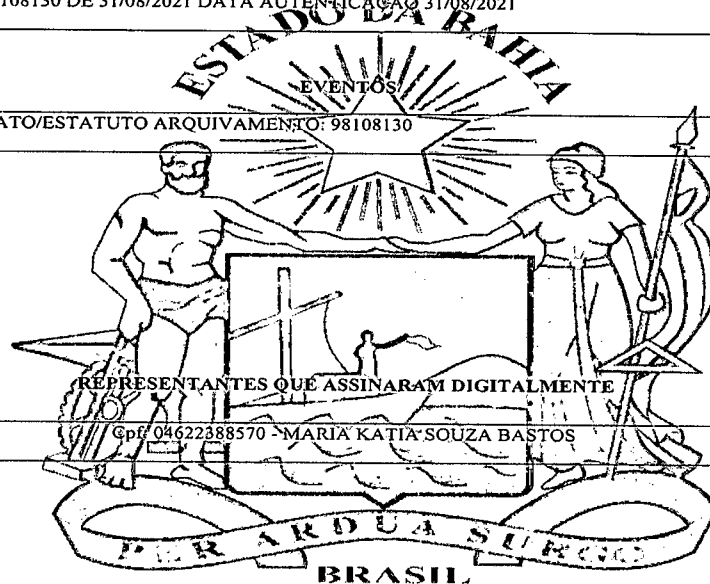 108130 DE 31/08/2021 DATA AUTENTICAÇÃO 31/08/2021
ESTADO DA BAHIA
EVENTOS
ATO/ESTATUTO ARQUIVAMENTO: 98108130
REPRESENTANTES QUE ASSINARAM DIGITALMENTE
Cpf: 04622388570 - MARIA KATIA SOUZA BASTOS
PER ARDUA SURGO
BRASIL